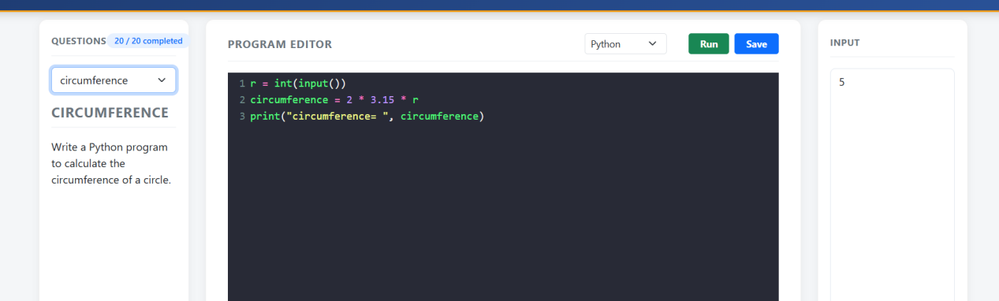 QUESTIONS 20 / 20 completed
circumference
CIRCUMFERENCE
Write a Python program
to calculate the
circumference of a circle.
PROGRAM EDITOR Python Run Save
1 r = int(input())
2 circumference = 2 * 3.15 * r
3 print("circumference= ", circumference)
INPUT
5